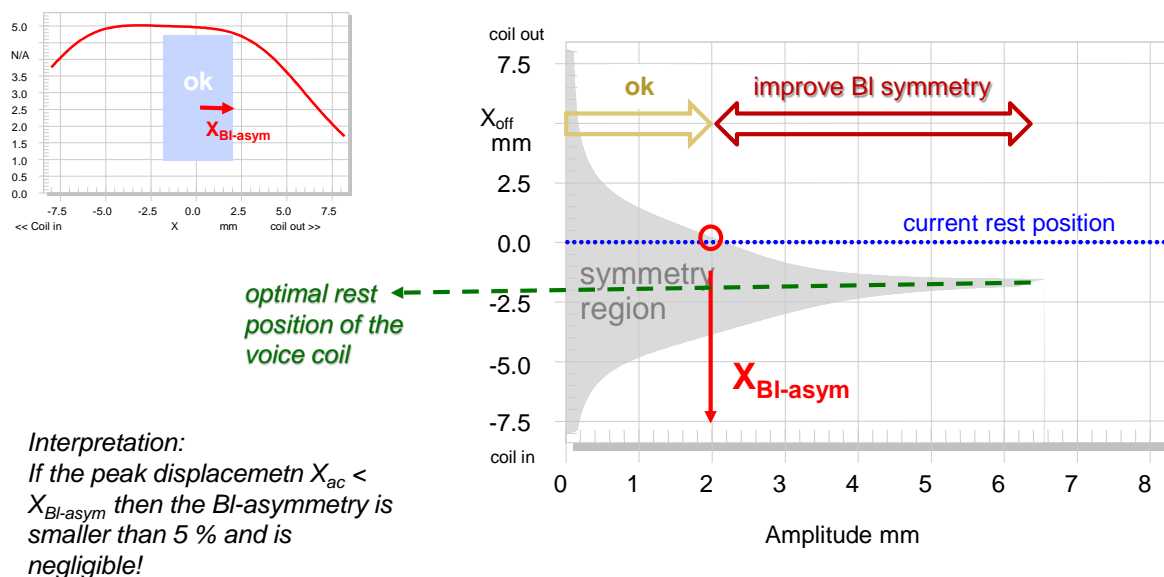 5.0
N/A
3.5
3.0
2.5
2.0
1.5
1.0
0.5
0.0
-7.5 -5.0 -2.5 0.0 2.5 5.0 7.5
<< Coil in X mm coil out >>
ok
X Bl-asym
coil out
7.5
X off
mm
2.5
0.0
-2.5
-5.0
-7.5
coil in
0 1 2 3 4 5 6 7 8
Amplitude mm
ok
improve Bl symmetry
current rest position
symmetry
region
X Bl-asym
optimal rest
position of the
voice coil
Interpretation:
If the peak displacemetn X ac <
X Bl-asym then the Bl-asymmetry is
smaller than 5 % and is
negligible!